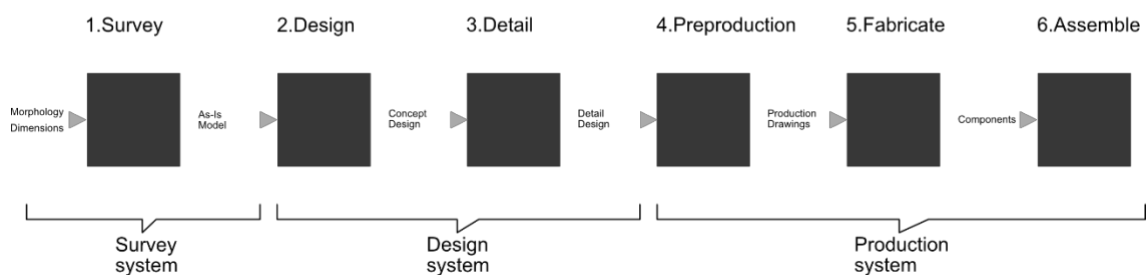 1.Survey
2.Design
3.Detail
4.Preproduction
5.Fabricate
6.Assemble
Morphology
Dimensions
As-Is
Model
Concept
Design
Detail
Design
Production
Drawings
Components
Survey
system
Design
system
Production
system